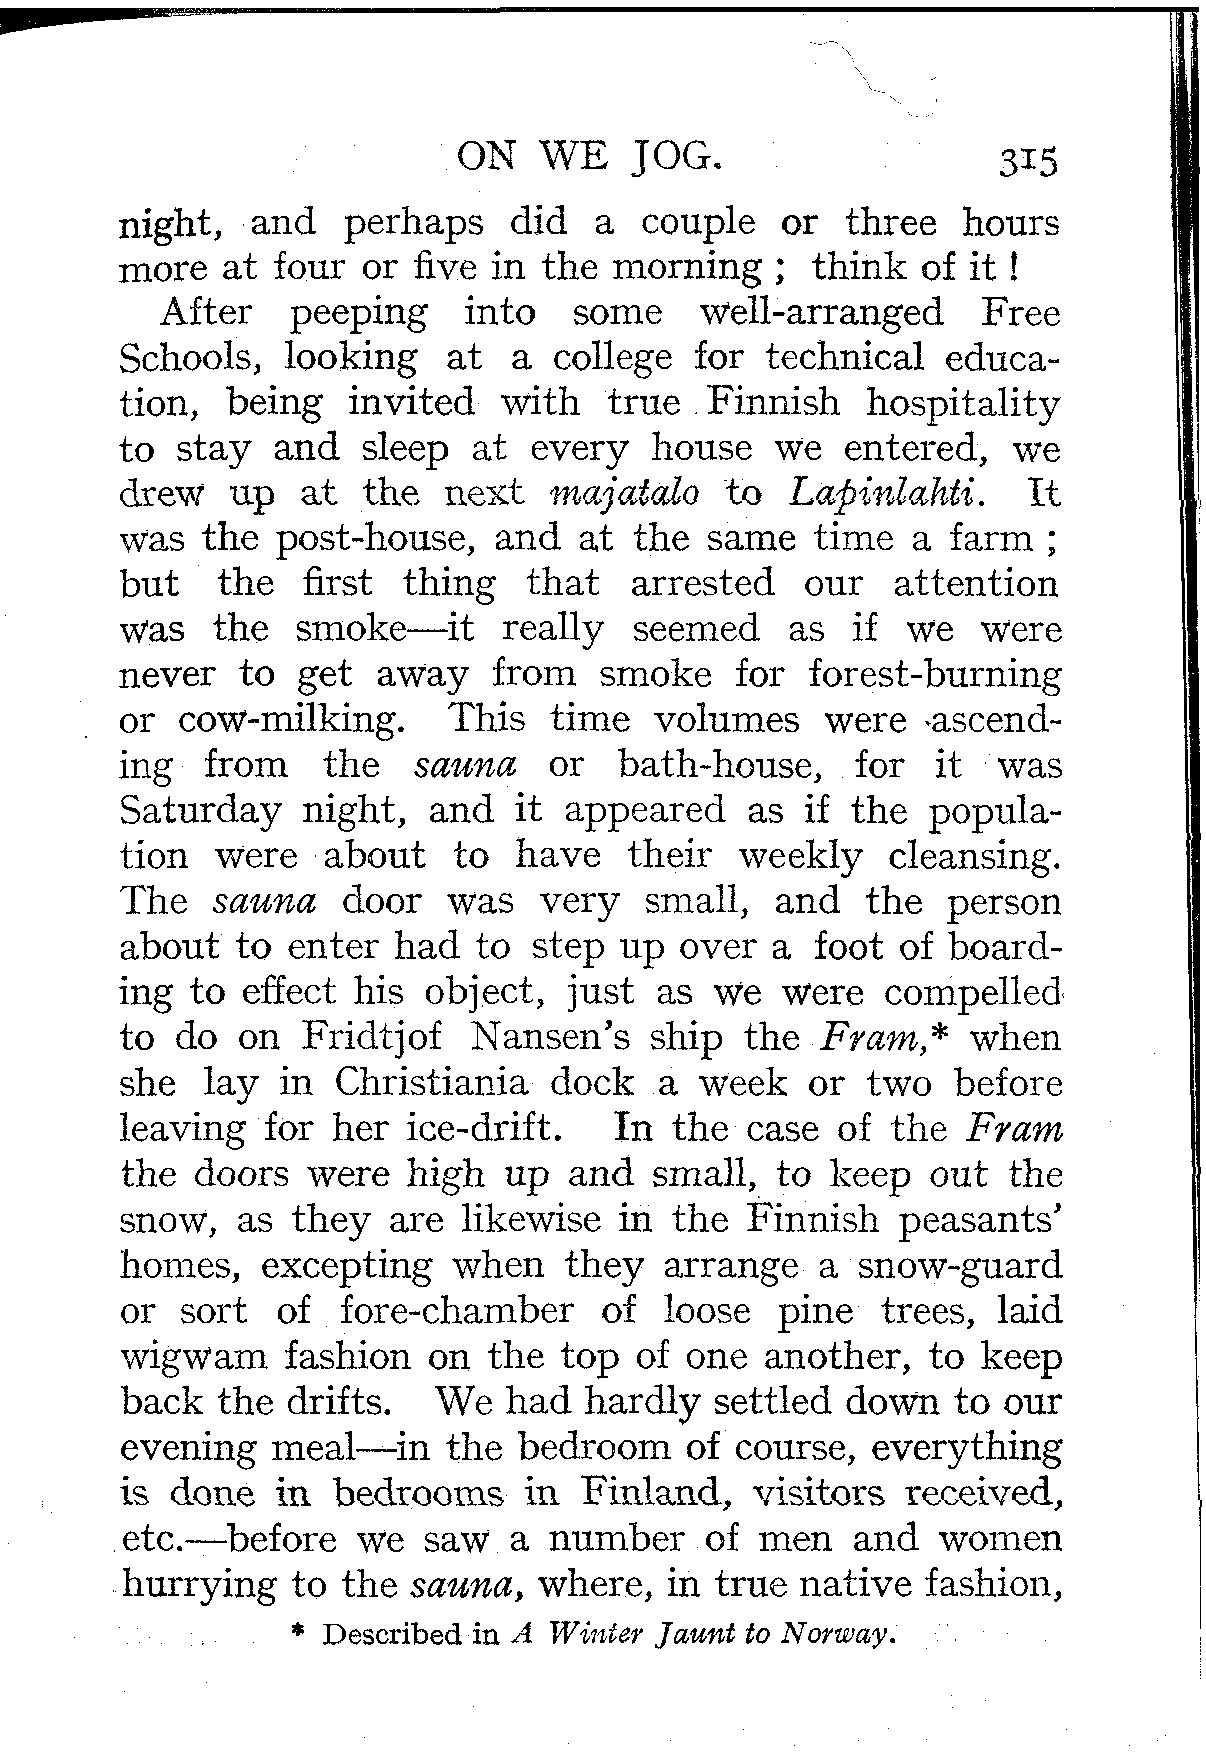 ON WE JOG. 315
night, and perhaps did a couple or three hours
more at four or five in the morning ; think of it !
After peeping into some well-arranged Free
Schools, looking at a college for technical educa-
tion, being invited with true Finnish hospitality
to stay and sleep at every house we entered, we
drew up at the next majatalo to Lapinlahti. It
was the post-house, and at the same time a farm ;
but the first thing that arrested our attention
was the smoke—it really seemed as if we were
never to get away from smoke for forest-burning
or cow-milking. This time volumes were ascend-
ing from the sauna or bath-house, for it was
Saturday night, and it appeared as if the popula-
tion were about to have their weekly cleansing.
The sauna door was very small, and the person
about to enter had to step up over a foot of board-
ing to effect his object, just as we were compelled
to do on Fridtjof Nansen's ship the Fram,* when
she lay in Christiania dock a week or two before
leaving for her ice-drift. In the case of the Fram
the doors were high up and small, to keep out the
snow, as they are likewise in the Finnish peasants'
homes, excepting when they arrange a snow-guard
or sort of fore-chamber of loose pine trees, laid
wigwam fashion on the top of one another, to keep
back the drifts. We had hardly settled down to our
evening meal—in the bedroom of course, everything
is done in bedrooms in Finland, visitors received,
etc.—before we saw a number of men and women
hurrying to the sauna, where, in true native fashion,
* Described in A Winter Jaunt to Norway.